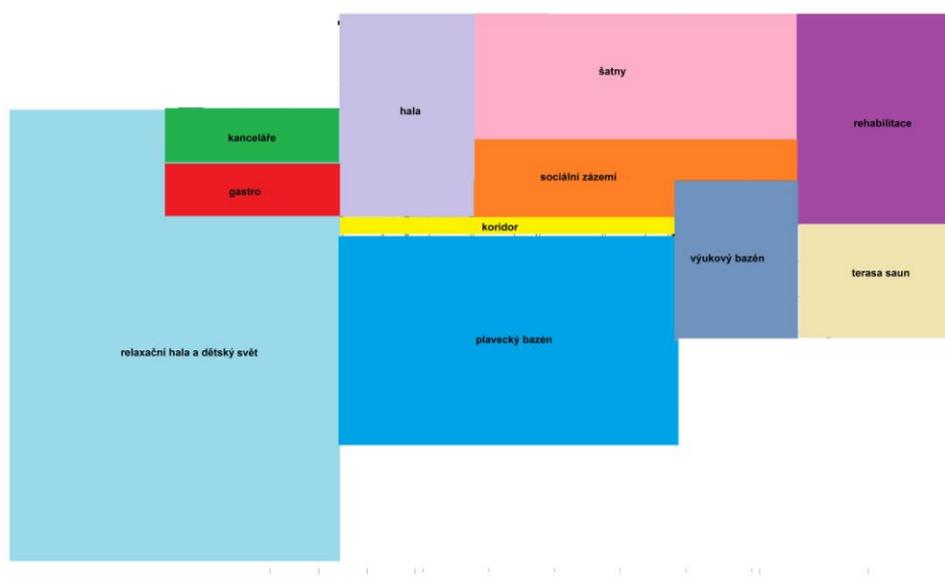 šatny
hala
rehabilitace
kanceláře
sociální zázemí
gastro
koridor
výukový bazén
terasa saun
plavecký bazén
relaxační hala a dětský svět